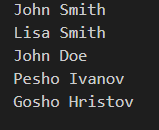 John Smith
Lisa Smith
John Doe
Pesho Ivanov
Gosho Hristov